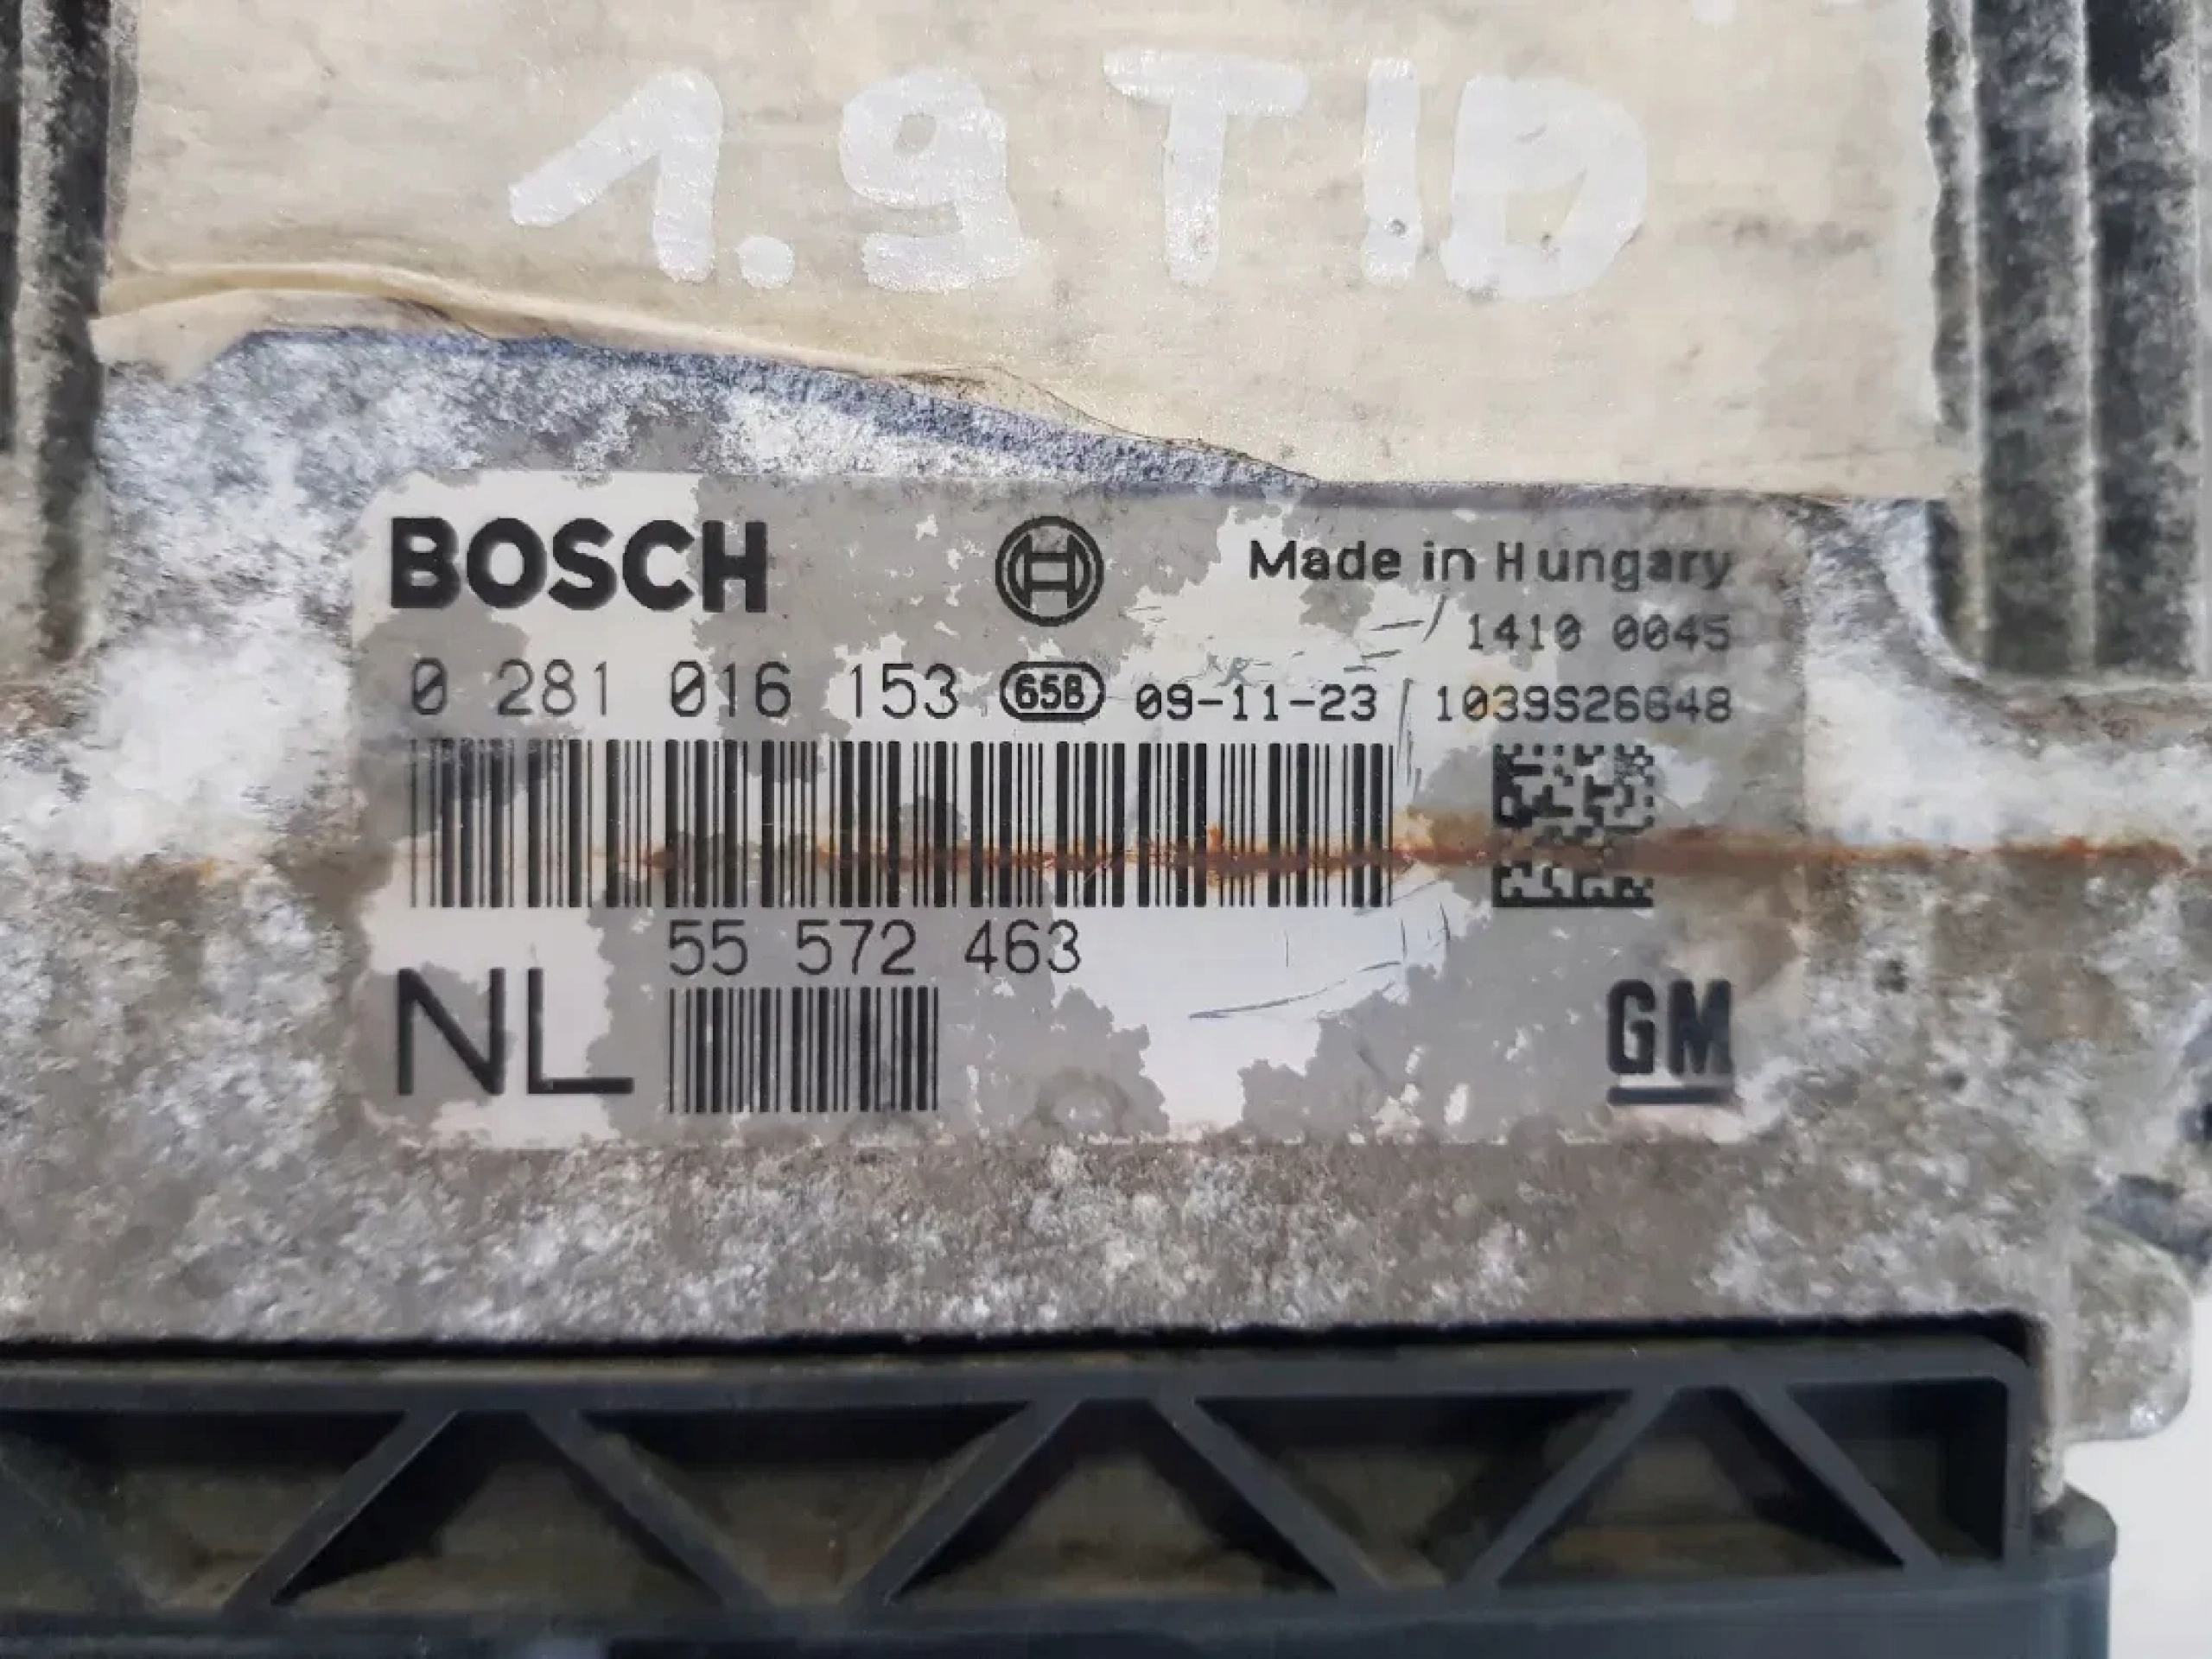 1.9 TID
BOSCH
Made in Hungary
1410 0045
0 281 016 153 65B 09-11-23 1039S26648
55 572 463
NL
GM